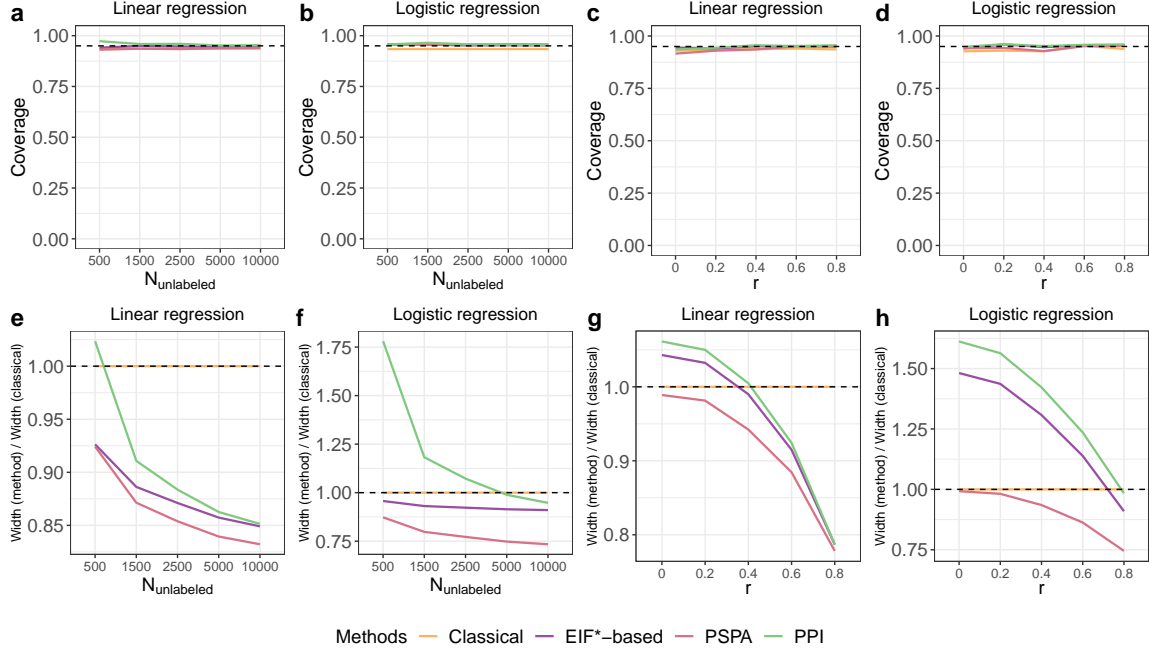 a
Linear regression
1.00
0.75
0.50
0.25
0.00
Coverage
500 1500 2500 5000 10000
N unlabeled
b
Logistic regression
1.00
0.75
0.50
0.25
0.00
Coverage
500 1500 2500 5000 10000
N unlabeled
c
Linear regression
1.00
0.75
0.50
0.25
0.00
Coverage
0 0.2 0.4 0.6 0.8
r
d
Logistic regression
1.00
0.75
0.50
0.25
0.00
Coverage
0 0.2 0.4 0.6 0.8
r
e
Linear regression
1.00
0.95
0.90
0.85
Width (method) / Width (classical)
500 1500 2500 5000 10000
N unlabeled
f
Logistic regression
1.75
1.50
1.25
1.00
0.75
Width (method) / Width (classical)
500 1500 2500 5000 10000
N unlabeled
g
Linear regression
1.0
0.9
0.8
Width (method) / Width (classical)
0 0.2 0.4 0.6 0.8
r
h
Logistic regression
1.50
1.25
1.00
0.75
Width (method) / Width (classical)
0 0.2 0.4 0.6 0.8
r
Methods Classical EIF*−based PSPA PPI